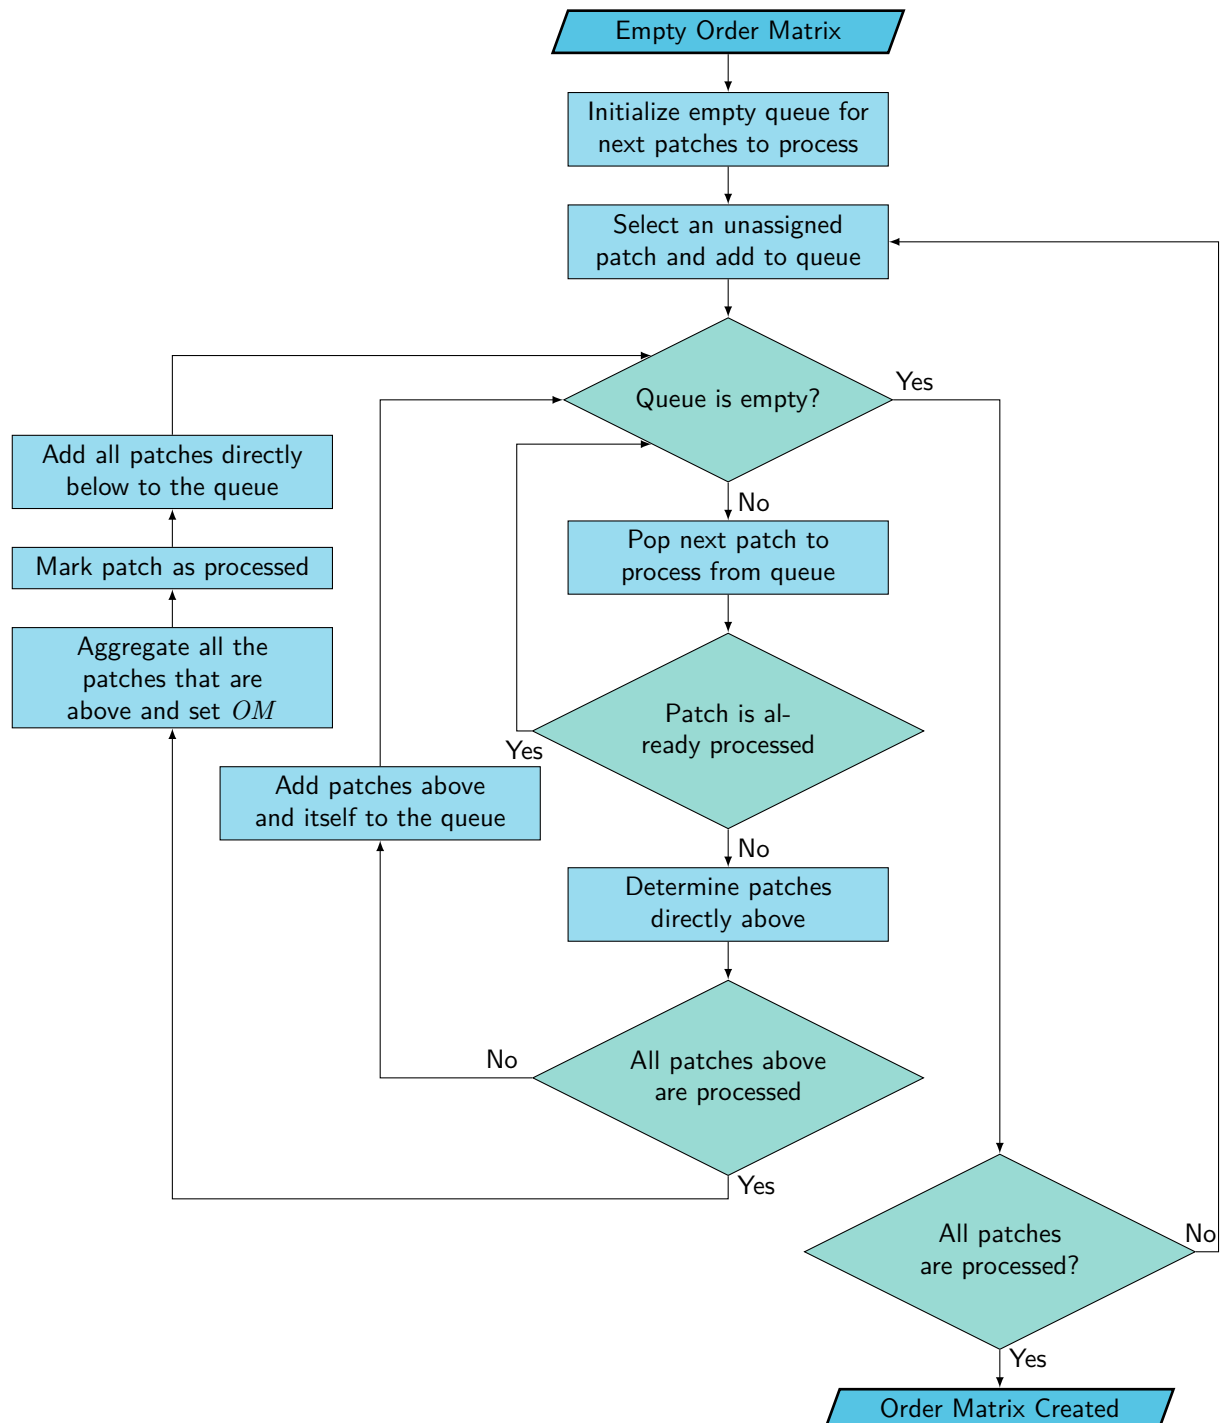 Empty Order Matrix
Initialize empty queue for
next patches to process
Select an unassigned
patch and add to queue
Queue is empty?
Yes
No
Add all patches directly
below to the queue
Mark patch as processed
Aggregate all the
patches that are
above and set OM
Pop next patch to
process from queue
Patch is al-
ready processed
Yes
No
Add patches above
and itself to the queue
Determine patches
directly above
All patches above
are processed
No
Yes
All patches
are processed?
No
Yes
Order Matrix Created